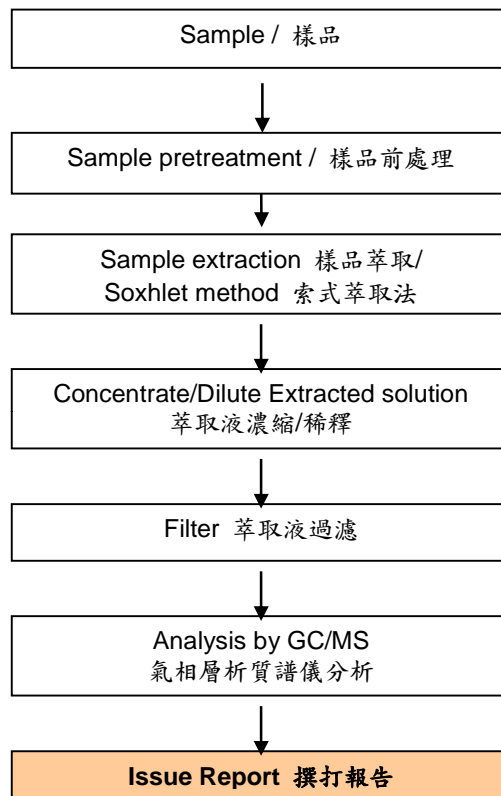 Sample / 樣品
Sample pretreatment / 樣品前處理
Sample extraction 樣品萃取/
Soxhlet method 索式萃取法
Concentrate/Dilute Extracted solution
萃取液濃縮/稀釋
Filter 萃取液過濾
Analysis by GC/MS
氣相層析質譜儀分析
Issue Report 撰打報告